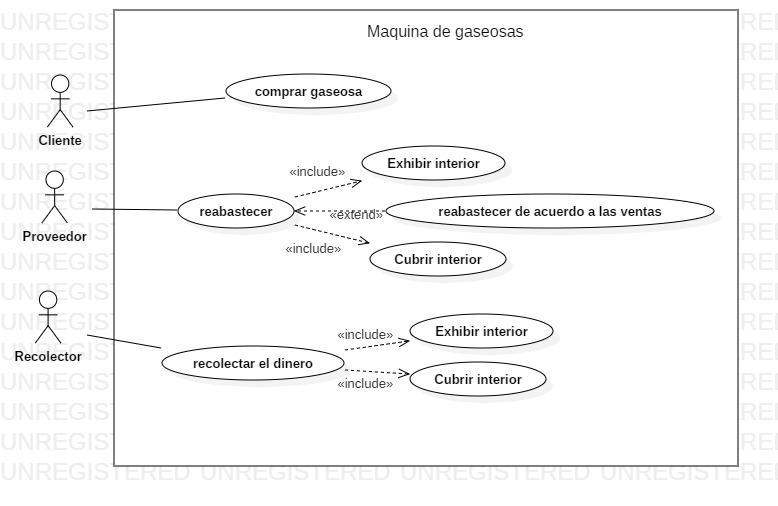 Maquina de gaseosas
comprar gaseosa
Cliente
«include»
Exhibir interior
Proveedor
reabastecer
«extend»
reabastecer de acuerdo a las ventas
«include»
Cubrir interior
Recolector
«include»
Exhibir interior
recolectar el dinero
«include»
Cubrir interior
UNREGISTERED UNREGISTERED UNREGISTERED UNREGISTERED